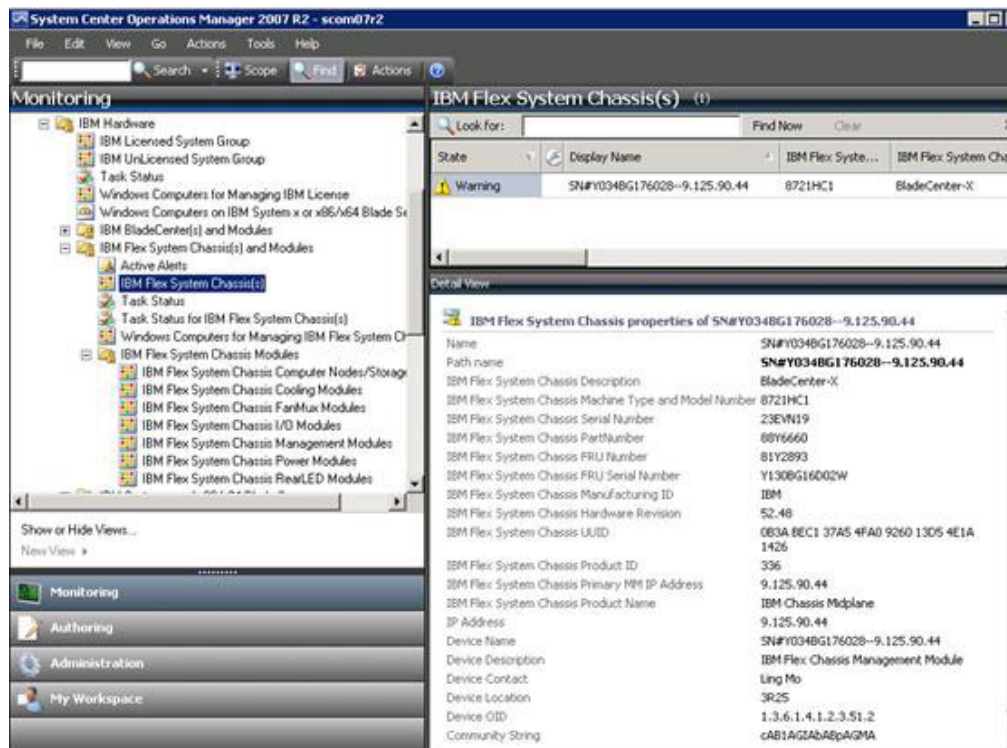 System Center Operations Manager 2007 R2 - scom07r2
File Edit View Go Actions Tools Help
Search Scope Find Actions
Monitoring
IBM Hardware
IBM Licensed System Group
IBM UnLicensed System Group
Task Status
Windows Computers for Managing IBM License
Windows Computers on IBM System x or x86/x64 Blade Se
IBM BladeCenter(s) and Modules
IBM Flex System Chassis(s) and Modules
Active Alerts
IBM Flex System Chassis(s)
Task Status
Task Status for IBM Flex System Chassis(s)
Windows Computers for Managing IBM Flex System Ch
IBM Flex System Chassis Modules
IBM Flex System Chassis Computer Nodes/Storage
IBM Flex System Chassis Cooling Modules
IBM Flex System Chassis FanMux Modules
IBM Flex System Chassis I/O Modules
IBM Flex System Chassis Management Modules
IBM Flex System Chassis Power Modules
IBM Flex System Chassis RearLED Modules
Show or Hide Views...
New View
Monitoring
Authoring
Administration
My Workspace
IBM Flex System Chassis(s) (1)
Look for: Find Now Clear
State Display Name IBM Flex Syste... IBM Flex System Cha
Warning SN#Y034BG176028--9.125.90.44 8721HC1 BladeCenter-X
Detail View
IBM Flex System Chassis properties of SN#Y034BG176028--9.125.90.44
Name SN#Y034BG176028--9.125.90.44
Path name SN#Y034BG176028--9.125.90.44
IBM Flex System Chassis Description BladeCenter-X
IBM Flex System Chassis Machine Type and Model Number 8721HC1
IBM Flex System Chassis Serial Number 23EVN19
IBM Flex System Chassis PartNumber 88Y6660
IBM Flex System Chassis FRU Number 81Y2893
IBM Flex System Chassis FRU Serial Number Y130BG16D02W
IBM Flex System Chassis Manufacturing ID IBM
IBM Flex System Chassis Hardware Revision 52.48
IBM Flex System Chassis UUID 0B3A BEC1 37A5 4FA0 9260 13D5 4E1A
1426
IBM Flex System Chassis Product ID 336
IBM Flex System Chassis Primary MM IP Address 9.125.90.44
IBM Flex System Chassis Product Name IBM Chassis Midplane
IP Address 9.125.90.44
Device Name SN#Y034BG176028--9.125.90.44
Device Description IBM Flex Chassis Management Module
Device Contact Ling Mo
Device Location 3R25
Device OID 1.3.6.1.4.1.2.3.51.2
Community String cAB1AGIAbABpAGMA